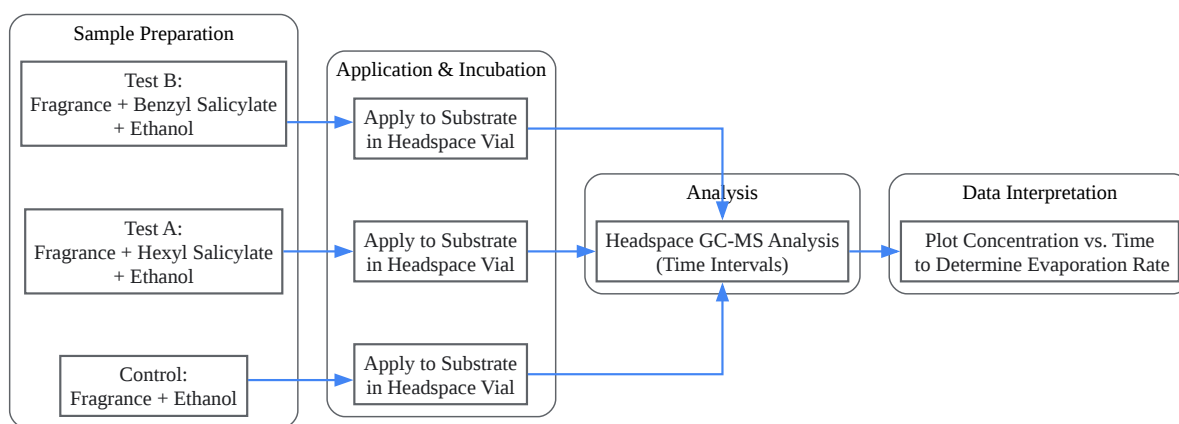 Sample Preparation
Test B:
Fragrance + Benzyl Salicylate
+ Ethanol
Test A:
Fragrance + Hexyl Salicylate
+ Ethanol
Control:
Fragrance + Ethanol
Application & Incubation
Apply to Substrate
in Headspace Vial
Apply to Substrate
in Headspace Vial
Apply to Substrate
in Headspace Vial
Analysis
Headspace GC-MS Analysis
(Time Intervals)
Data Interpretation
Plot Concentration vs. Time
to Determine Evaporation Rate